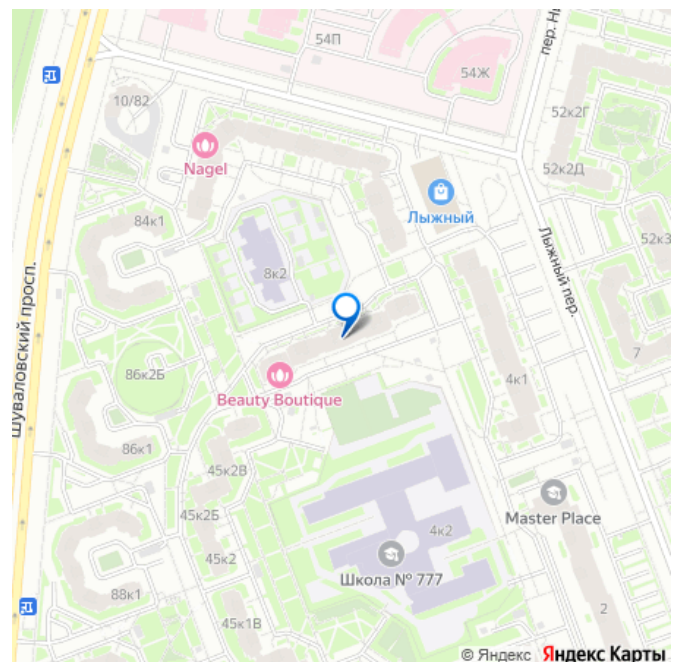 54П
54Ж
пер. Ни
10/82
52к2Г
Nagel
52к2Д
Лыжный
84к1
8к2
52к3
Лыжный пер.
Шуваловский просп.
7
86к2Б
4к1
Beauty Boutique
86к1
45к2В
45к2Б
Master Place
4к2
45к2
Школа № 777
88к1
2
45к1В
© Яндекс Яндекс Карты